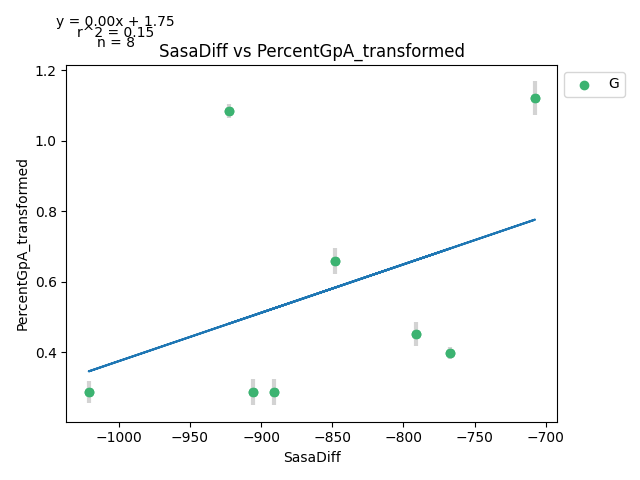 y = 0.00x + 1.75
r^2 = 0.15
n = 8
SasaDiff vs PercentGpA_transformed
G
1.2
1.0
0.8
0.6
0.4
PercentGpA_transformed
−1000
−950
−900
−850
−800
−750
−700
SasaDiff